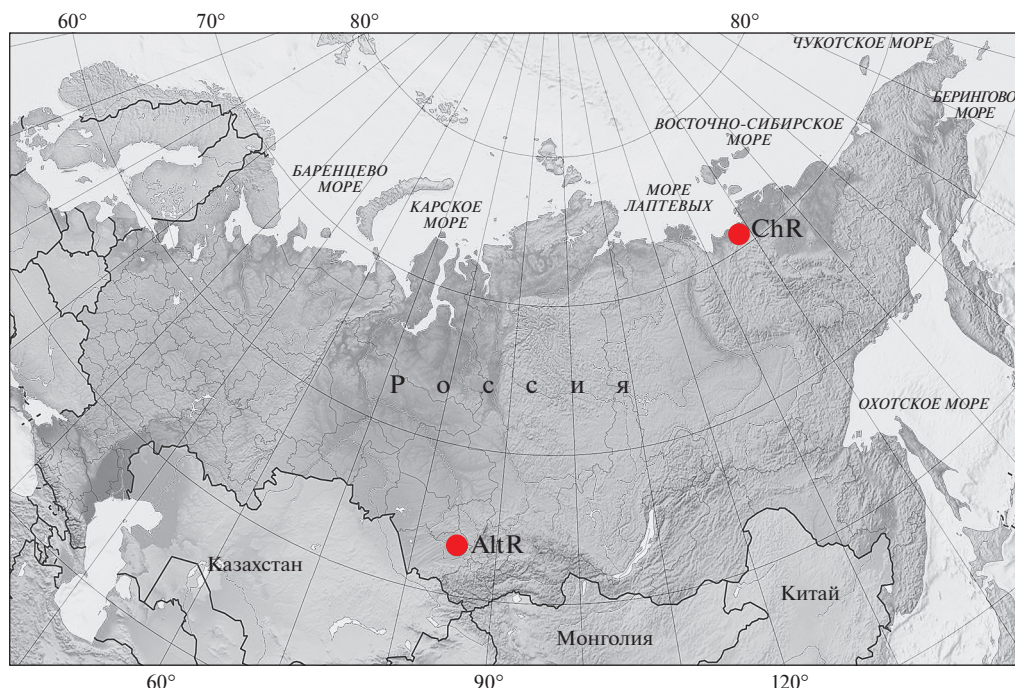 60°
70°
80°
80°
ЧУКОТСКОЕ МОРЕ
БЕРИНГОВО
МОРЕ
ВОСТОЧНО-СИБИРСКОЕ
МОРЕ
БАРЕНЦЕВО
МОРЕ
КАРСКОЕ
МОРЕ
МОРЕ
ЛАПТЕВЫХ
ChR
Россия
ОХОТСКОЕ МОРЕ
AltR
Казахстан
Китай
Монголия
60°
90°
120°